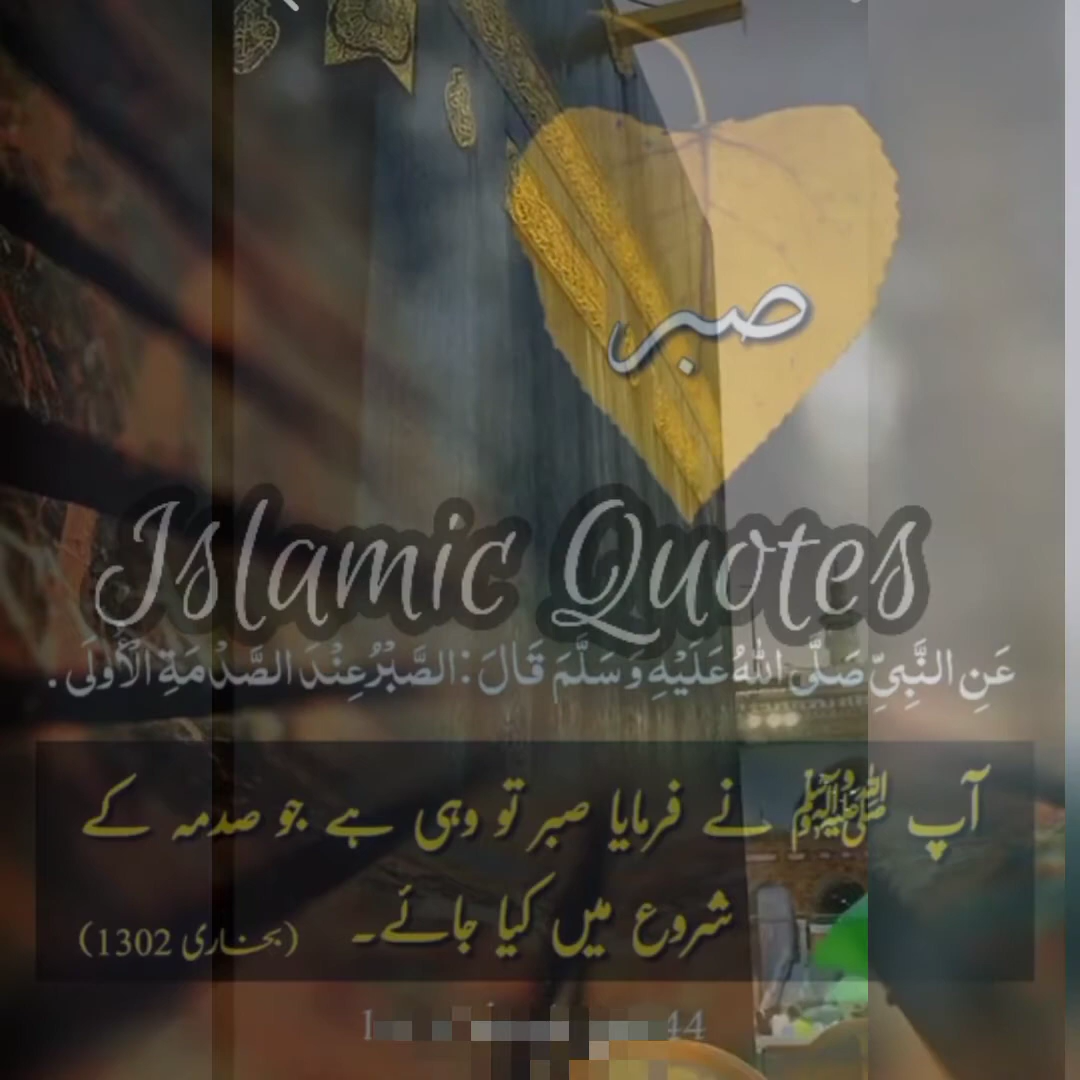 صبر
Islamic Quotes
عَنِ النَّبِيِّ صَلَّى اللهُ عَلَيْهِ وَسَلَّمَ قَالَ: الصَّبْرُ عِنْدَ الصَّدْمَةِ الْأُولَى.
آپ ﷺ نے فرمایا صبر تو وہی ہے جو صدمہ کے
شروع میں کیا جائے۔ (بخاری 1302)